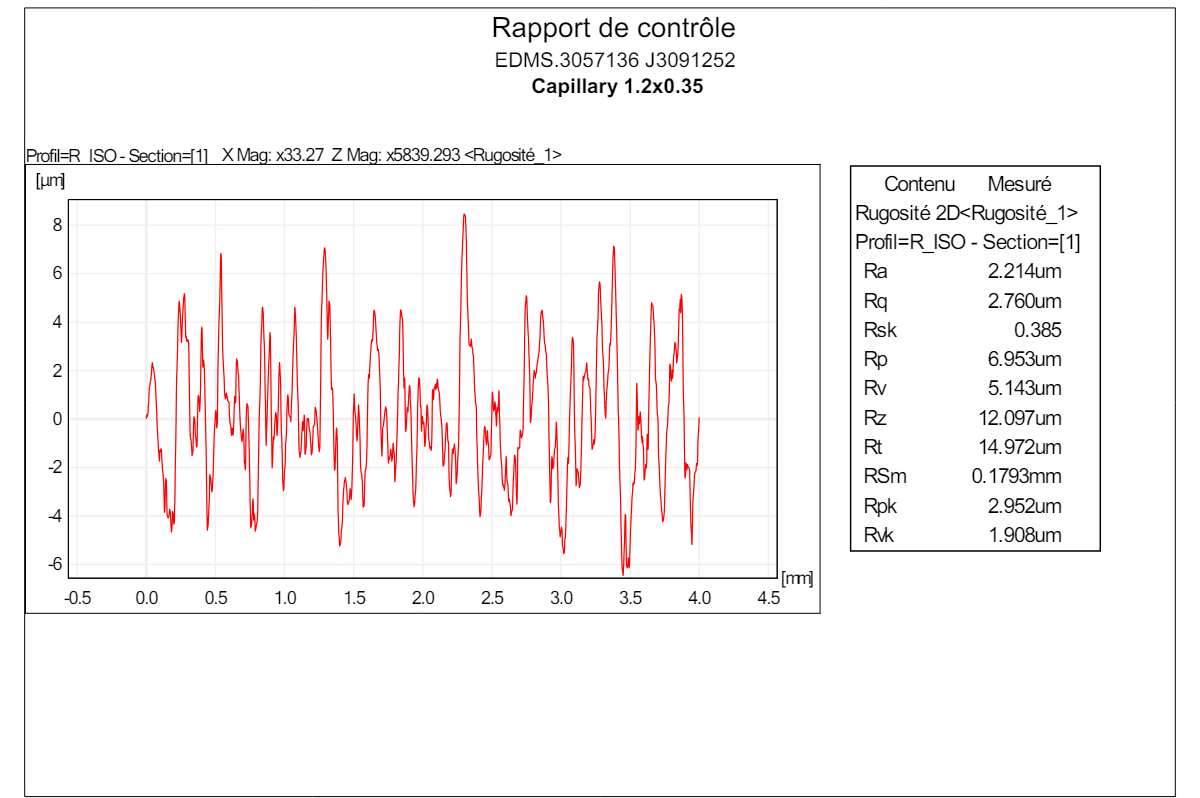 Rapport de contrôle
EDMS.3057136 J3091252
Capillary 1.2x0.35
Profil=R_ISO - Section=[1] X Mag: x33.27 Z Mag: x5839.293 <Rugosité_1>
[µm]
8
6
4
2
0
-2
-4
-6
-0.5 0.0 0.5 1.0 1.5 2.0 2.5 3.0 3.5 4.0 4.5
[mm]
Contenu Mesuré
Rugosité 2D<Rugosité_1>
Profil=R_ISO - Section=[1]
Ra 2.214um
Rq 2.760um
Rsk 0.385
Rp 6.953um
Rv 5.143um
Rz 12.097um
Rt 14.972um
RSm 0.1793mm
Rpk 2.952um
Rvk 1.908um